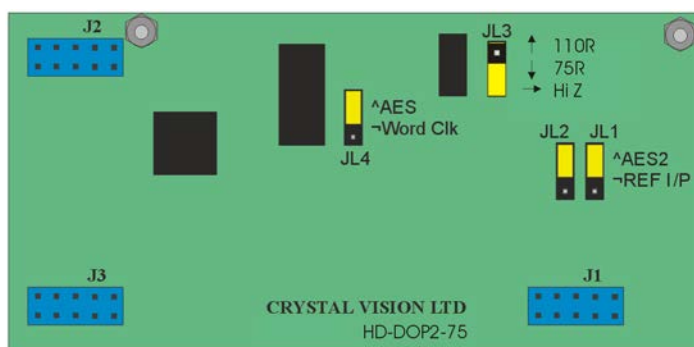 J2
JL3
110R
75R
Hi Z
^AES
¬Word Clk
JL4
JL2 JL1
^AES2
¬REF I/P
J3
J1
CRYSTAL VISION LTD
HD-DOP2-75